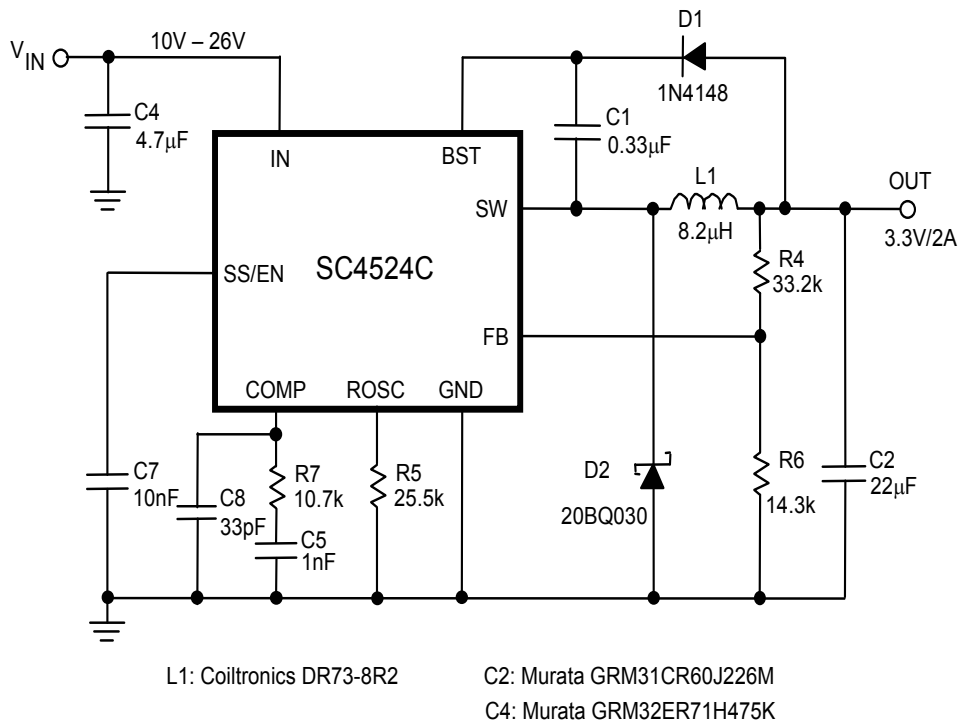 D1
V IN
10V – 26V
1N4148
C4
4.7µF
C1
0.33µF
IN
BST
L1
OUT
SW
8.2µH
3.3V/2A
SS/EN
SC4524C
R4
33.2k
FB
COMP
ROSC
GND
C7
10nF
C8
33pF
R7
10.7k
C5
1nF
R5
25.5k
D2
20BQ030
R6
14.3k
C2
22µF
L1: Coiltronics DR73-8R2
C2: Murata GRM31CR60J226M
C4: Murata GRM32ER71H475K